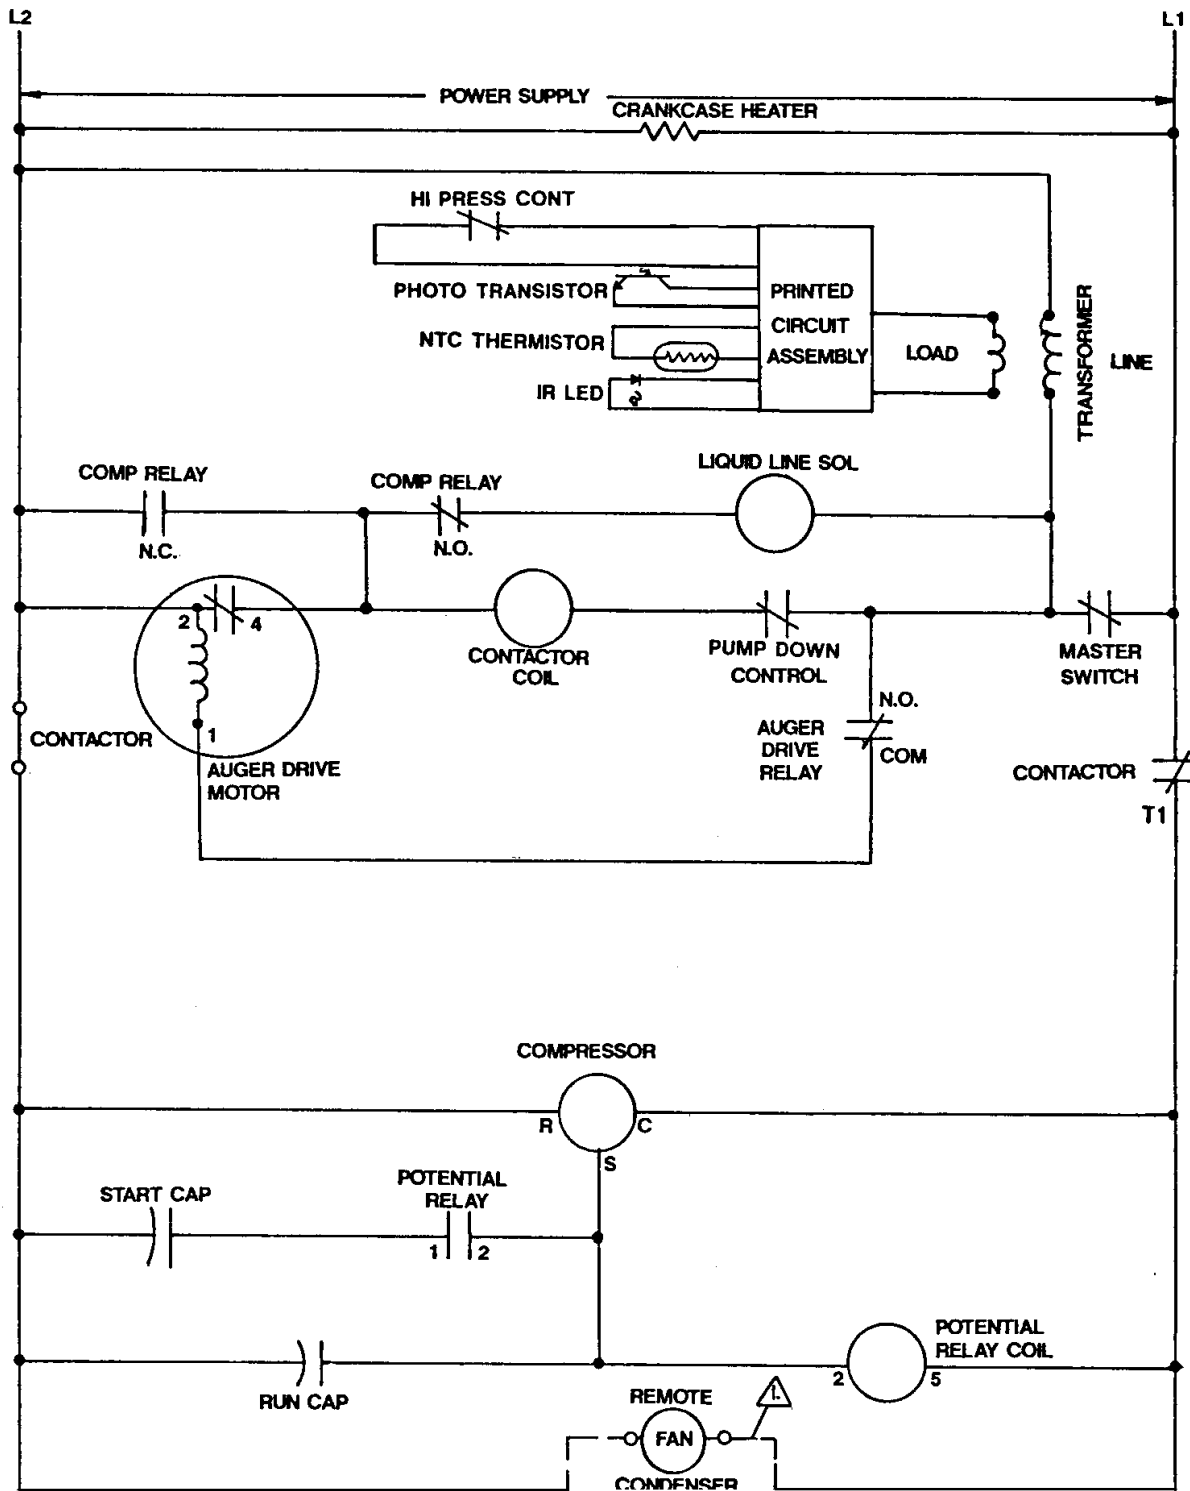 L2
L1
POWER SUPPLY
CRANKCASE HEATER
HI PRESS CONT
PHOTO TRANSISTOR
NTC THERMISTOR
IR LED
PRINTED
CIRCUIT
ASSEMBLY
LOAD
TRANSFORMER
LINE
COMP RELAY
N.C.
COMP RELAY
N.O.
LIQUID LINE SOL
2
4
1
AUGER DRIVE
MOTOR
CONTACTOR
COIL
PUMP DOWN
CONTROL
MASTER
SWITCH
N.O.
AUGER
DRIVE
RELAY
COM
CONTACTOR
CONTACTOR
T1
COMPRESSOR
R
C
S
START CAP
POTENTIAL
RELAY
1
2
RUN CAP
POTENTIAL
RELAY COIL
2
5
REMOTE
FAN
CONDENSER
1.